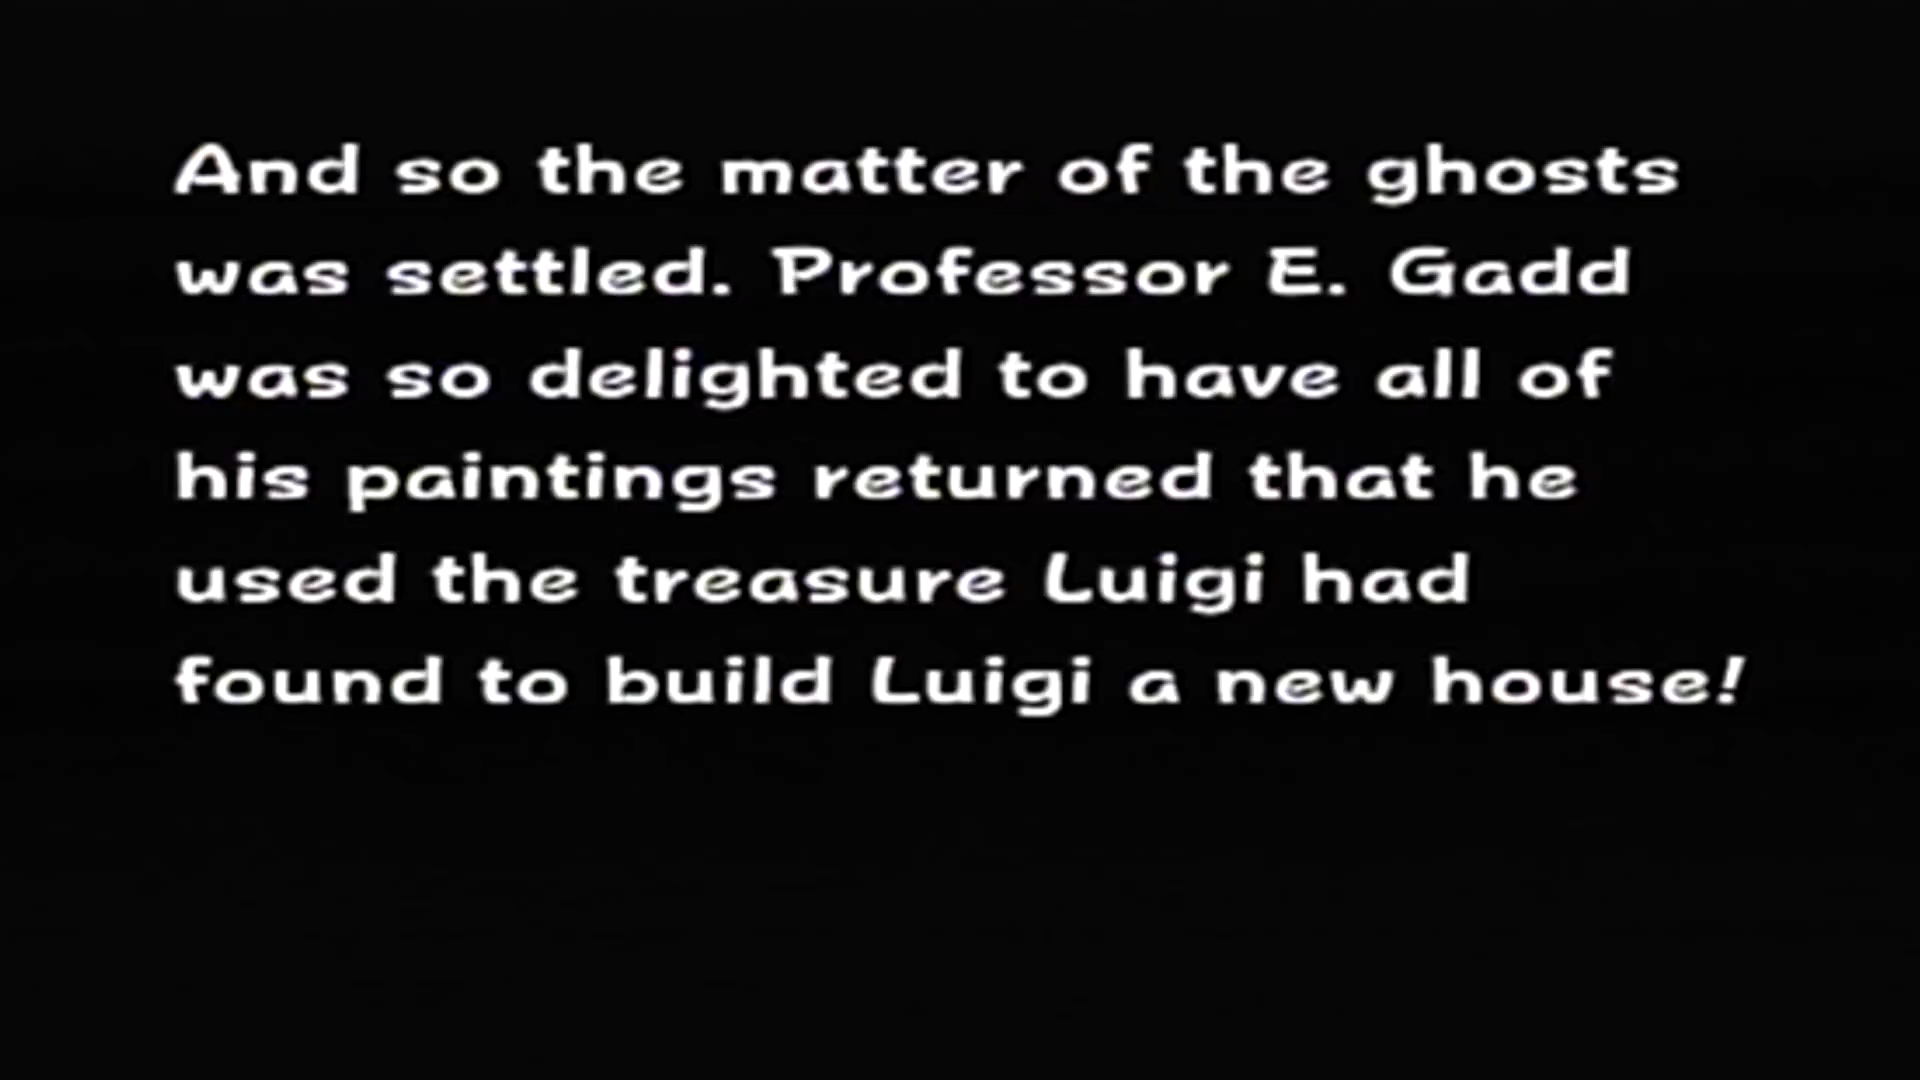 And so the matter of the ghosts
was settled. Professor E. Gadd
was so delighted to have all of
his paintings returned that he
used the treasure Luigi had
found to build Luigi a new house!